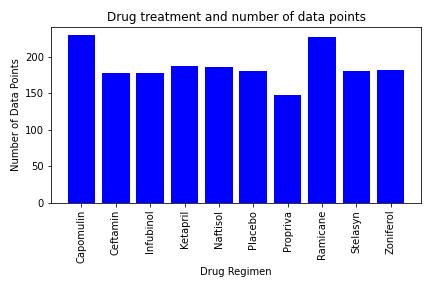 Drug treatment and number of data points
Number of Data Points
200
150
100
50
0
Capomulin
Ceftamin
Infubinol
Ketapril
Naftisol
Placebo
Propriva
Ramicane
Stelasyn
Zoniferol
Drug Regimen